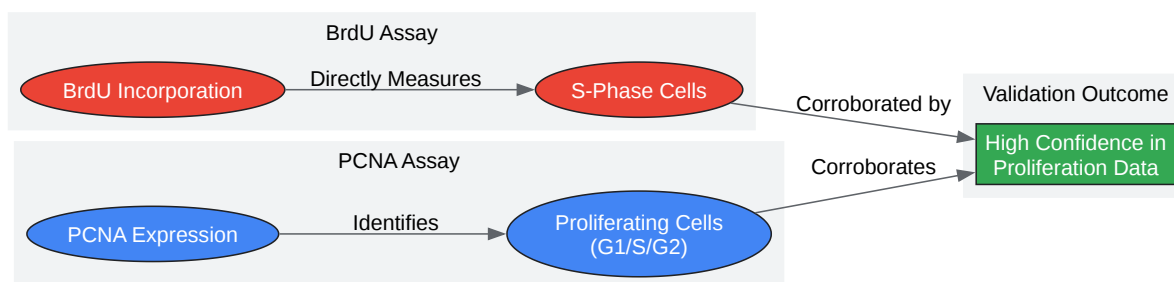 BrdU Assay
BrdU Incorporation
Directly Measures
S-Phase Cells
Corroborated by
Validation Outcome
High Confidence in
Proliferation Data
PCNA Assay
PCNA Expression
Identifies
Proliferating Cells
(G1/S/G2)
Corroborates